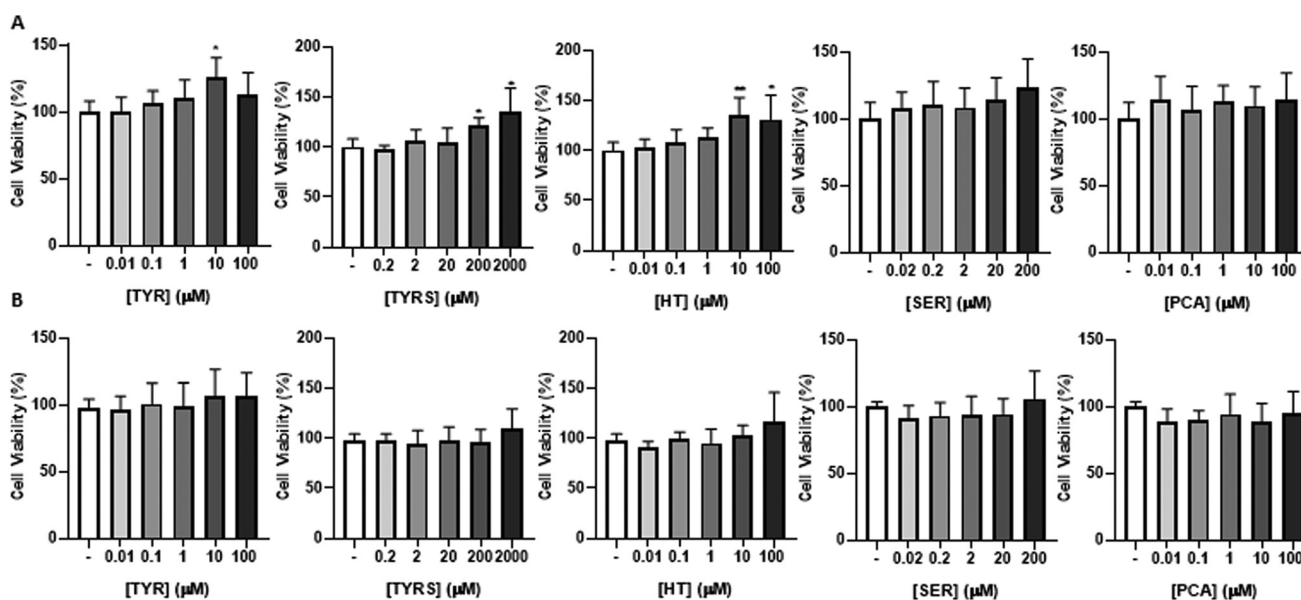 A
Cell Viability (%)
150
100
50
0
*
- 0.01 0.1 1 10 100
[TYR] (μM)
Cell Viability (%)
200
150
100
50
0
* *
- 0.2 2 20 200 2000
[TYRS] (μM)
Cell Viability (%)
200
150
100
50
0
** *
- 0.01 0.1 1 10 100
[HT] (μM)
Cell Viability (%)
150
100
50
0
- 0.02 0.2 2 20 200
[SER] (μM)
Cell Viability (%)
150
100
50
0
- 0.01 0.1 1 10 100
[PCA] (μM)
B
Cell Viability (%)
150
100
50
0
- 0.01 0.1 1 10 100
[TYR] (μM)
Cell Viability (%)
200
150
100
50
0
- 0.2 2 20 200 2000
[TYRS] (μM)
Cell Viability (%)
200
150
100
50
0
- 0.01 0.1 1 10 100
[HT] (μM)
Cell Viability (%)
150
100
50
0
- 0.02 0.2 2 20 200
[SER] (μM)
Cell Viability (%)
150
100
50
0
- 0.01 0.1 1 10 100
[PCA] (μM)